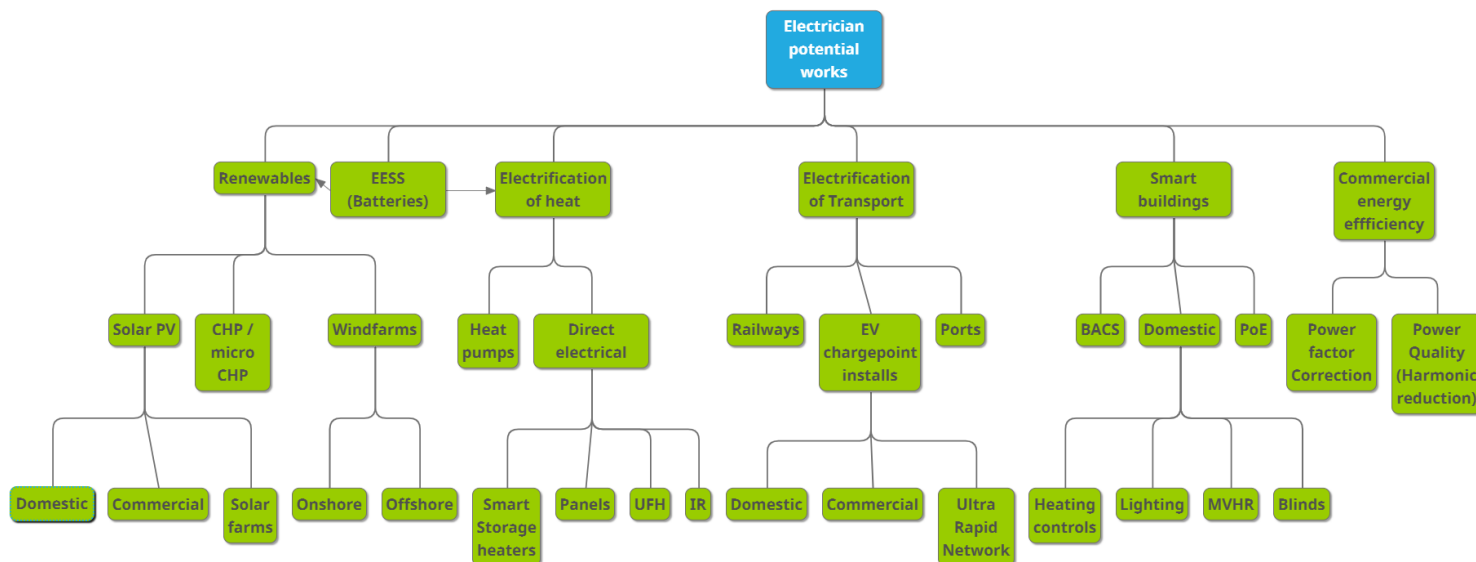 Electrician
potential
works
Renewables
EESS
(Batteries)
Electrification
of heat
Electrification
of Transport
Smart
buildings
Commercial
energy
effficiency
Solar PV
CHP /
micro
CHP
Windfarms
Heat
pumps
Direct
electrical
Railways
EV
chargepoint
installs
Ports
BACS
Domestic
PoE
Power
factor
Correction
Power
Quality
(Harmonic
reduction)
Domestic
Commercial
Solar
farms
Onshore
Offshore
Smart
Storage
heaters
Panels
UFH
IR
Domestic
Commercial
Ultra
Rapid
Network
Heating
controls
Lighting
MVHR
Blinds